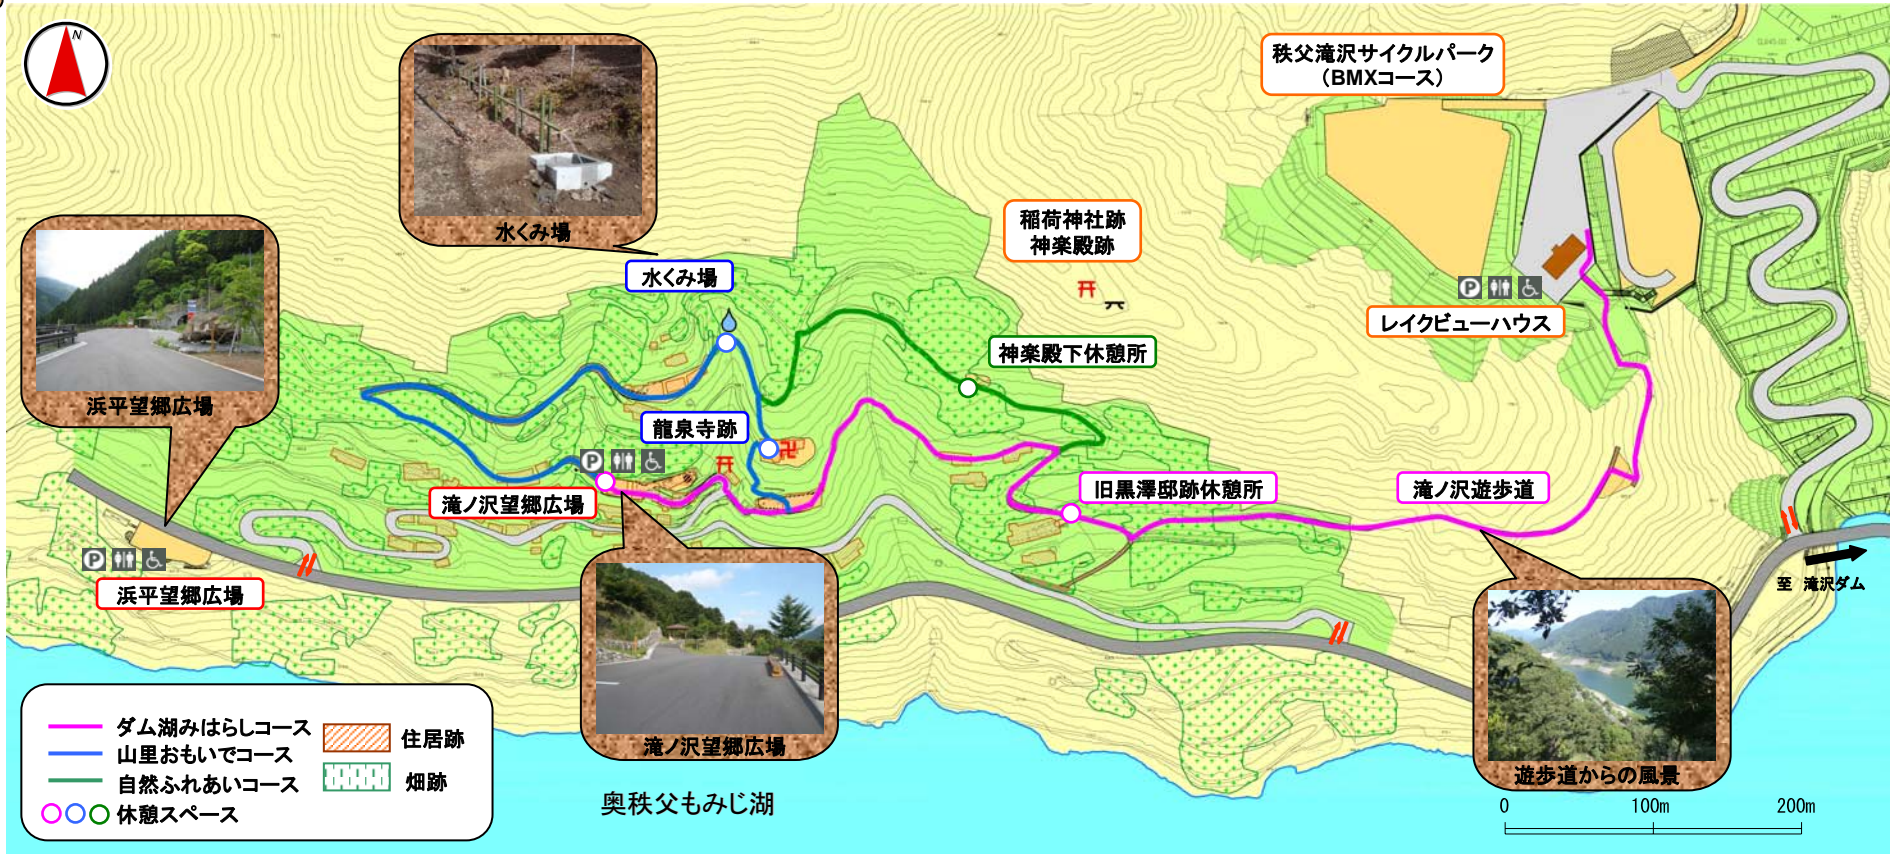 N
水くみ場
秩父滝沢サイクルパーク
（BMXコース）
稲荷神社跡
神楽殿跡
水くみ場
浜平望郷広場
P
レイクビューハウス
神楽殿下休憩所
龍泉寺跡
P
滝ノ沢望郷広場
旧黒澤邸跡休憩所
滝ノ沢遊歩道
P
浜平望郷広場
至 滝沢ダム
滝ノ沢望郷広場
遊歩道からの風景
奥秩父もみじ湖
ダム湖みはらしコース
山里おもいでコース
自然ふれあいコース
休憩スペース
住居跡
畑跡
0 100m 200m